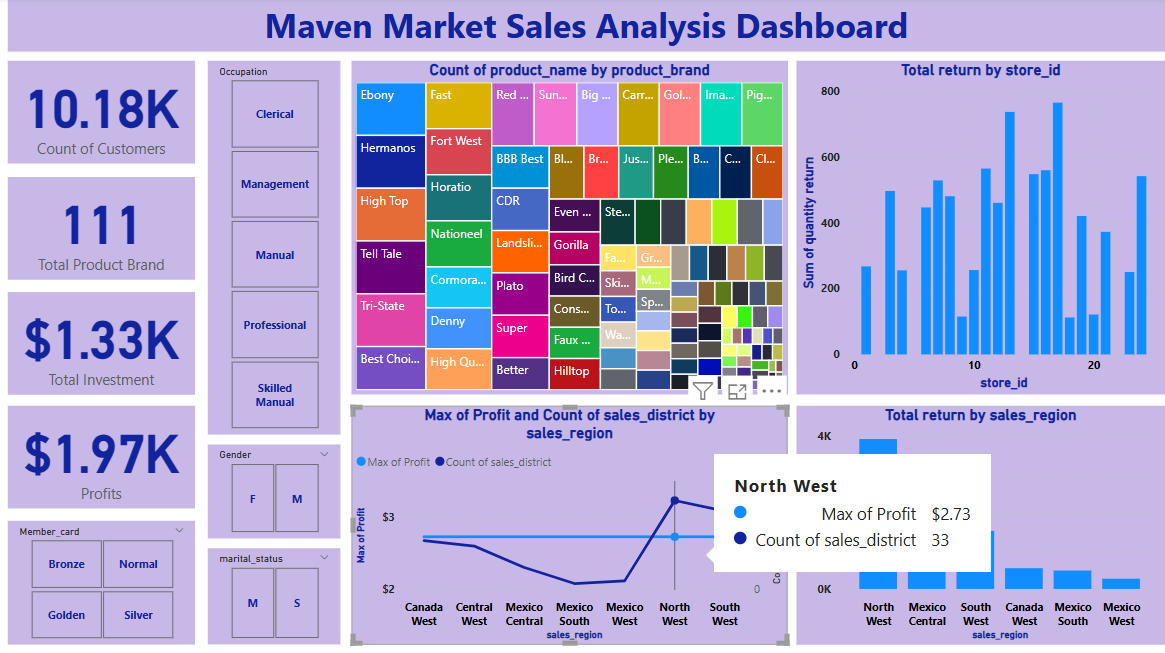 Maven Market Sales Analysis Dashboard
10.18K
Count of Customers
111
Total Product Brand
$1.33K
Total Investment
$1.97K
Profits
Member_card
Bronze
Normal
Golden
Silver
Occupation
Clerical
Management
Manual
Professional
Skilled
Manual
Gender
F
M
marital_status
M
S
Count of product_name by product_brand
Ebony
Hermanos
High Top
Tell Tale
Tri-State
Best Choi...
Fast
Fort West
Horatio
Nationeel
Cormora...
Denny
High Qu...
Red ...
Sun...
Big ...
Carr...
Gol...
Ima...
Pig...
BBB Best
CDR
Landsli...
Plato
Super
Better
Bl...
Br...
Jus...
Ple...
B...
C...
Cl...
Even ...
Gorilla
Bird C...
Cons...
Faux ...
Hilltop
Ste...
Fa...
Ski...
To...
Wa...
Gr...
M...
Sp...
Total return by store_id
Sum of quantity return
800
600
400
200
0
0
10
20
store_id
Max of Profit and Count of sales_district by
sales_region
Max of Profit
Count of sales_district
Max of Profit
$3
$2
0
Co
Canada
West
Central
West
Mexico
Central
Mexico
South
Mexico
West
North
West
South
West
sales_region
North West
Max of Profit $2.73
Count of sales_district 33
Total return by sales_region
4K
0K
North
West
Mexico
Central
South
West
Canada
West
Mexico
South
Mexico
West
sales_region